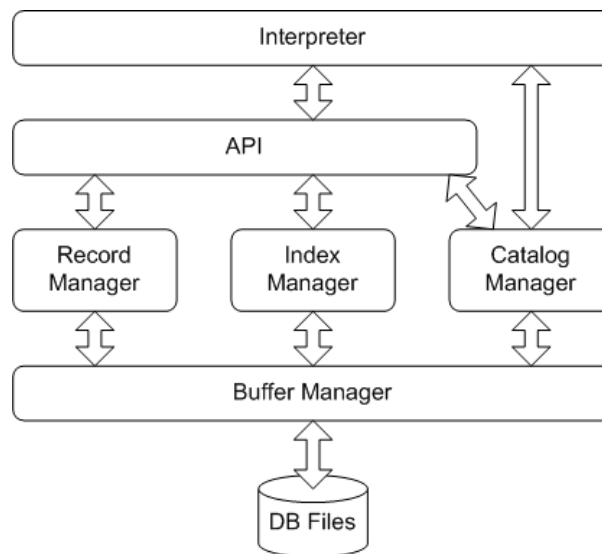 Interpreter
API
Record
Manager
Index
Manager
Catalog
Manager
Buffer Manager
DB Files